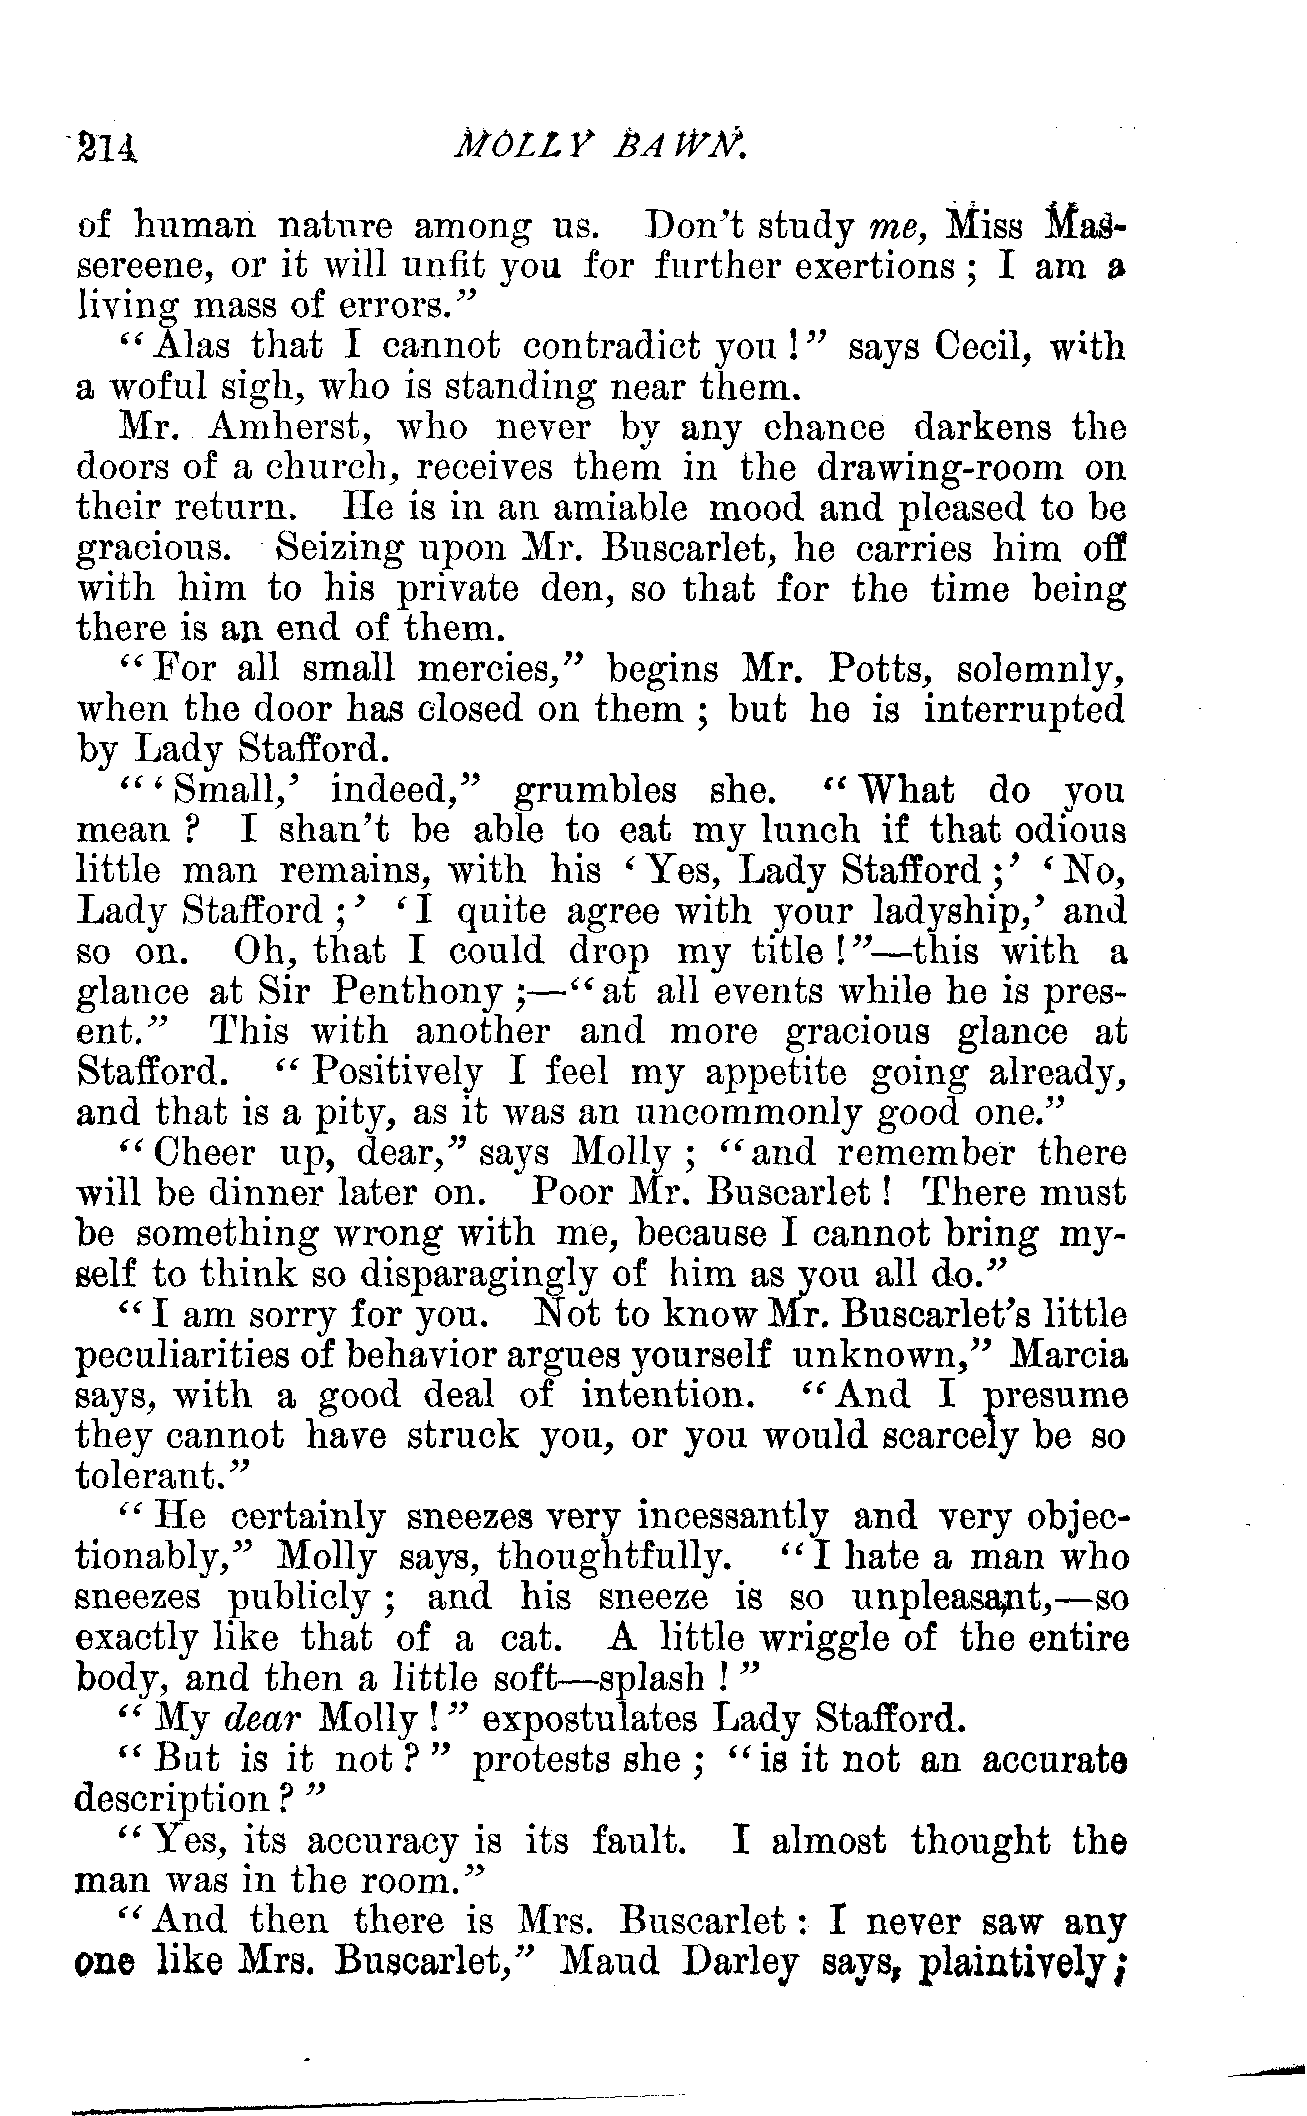 214 MOLLY BAWN.
of human nature among us. Don't study me, Miss Mas-
sereene, or it will unfit you for further exertions ; I am a
living mass of errors."
"Alas that I cannot contradict you !" says Cecil, with
a woful sigh, who is standing near them.
Mr. Amherst, who never by any chance darkens the
doors of a church, receives them in the drawing-room on
their return. He is in an amiable mood and pleased to be
gracious. Seizing upon Mr. Buscarlet, he carries him off
with him to his private den, so that for the time being
there is an end of them.
"For all small mercies," begins Mr. Potts, solemnly,
when the door has closed on them ; but he is interrupted
by Lady Stafford.
"'Small,' indeed," grumbles she. "What do you
mean ? I shan't be able to eat my lunch if that odious
little man remains, with his 'Yes, Lady Stafford ;' 'No,
Lady Stafford ;' 'I quite agree with your ladyship,' and
so on. Oh, that I could drop my title !"—this with a
glance at Sir Penthony ;—"at all events while he is pres-
ent." This with another and more gracious glance at
Stafford. "Positively I feel my appetite going already,
and that is a pity, as it was an uncommonly good one."
"Cheer up, dear," says Molly ; "and remember there
will be dinner later on. Poor Mr. Buscarlet ! There must
be something wrong with me, because I cannot bring my-
self to think so disparagingly of him as you all do."
"I am sorry for you. Not to know Mr. Buscarlet's little
peculiarities of behavior argues yourself unknown," Marcia
says, with a good deal of intention. "And I presume
they cannot have struck you, or you would scarcely be so
tolerant."
"He certainly sneezes very incessantly and very objec-
tionably," Molly says, thoughtfully. "I hate a man who
sneezes publicly ; and his sneeze is so unpleasant,—so
exactly like that of a cat. A little wriggle of the entire
body, and then a little soft—splash !"
"My dear Molly !" expostulates Lady Stafford.
"But is it not ?" protests she ; "is it not an accurate
description ?"
"Yes, its accuracy is its fault. I almost thought the
man was in the room."
"And then there is Mrs. Buscarlet : I never saw any
one like Mrs. Buscarlet," Maud Darley says, plaintively ;